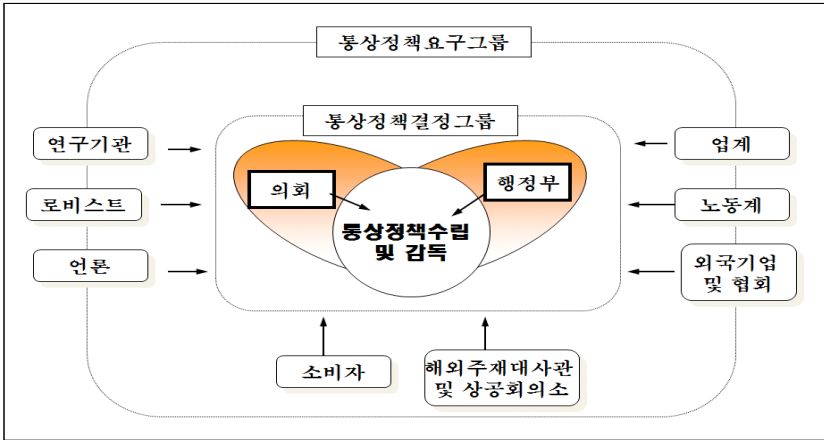 통상정책요구그룹
통상정책결정그룹
연구기관
업계
의회
행정부
로비스트
노동계
통상정책수립
및 감독
언론
외국기업
및 협회
소비자
해외주재대사관
및 상공회의소